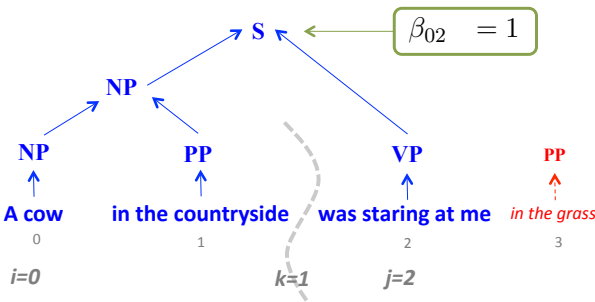 S
β02 = 1
NP
NP PP VP PP
A cow in the countryside was staring at me in the grass
0 1 2 3
i=0 k=1 j=2